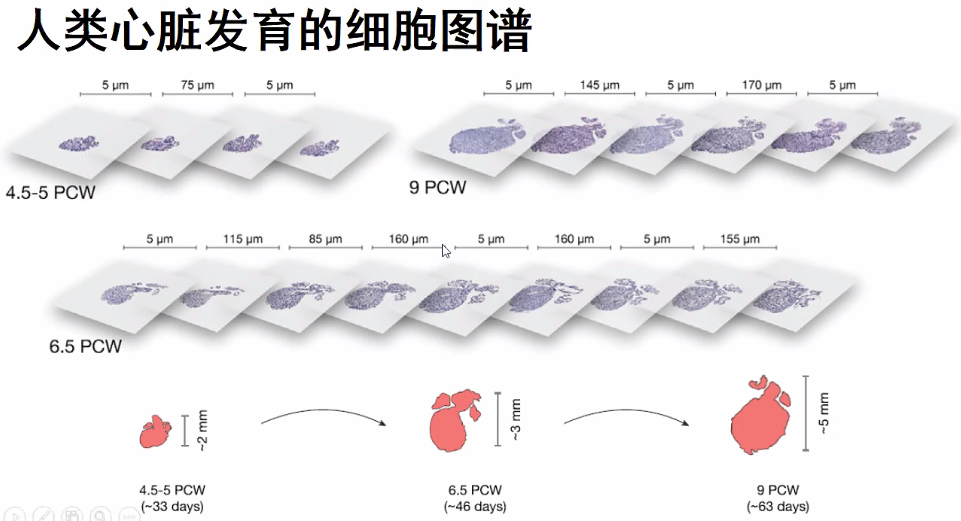 人类心脏发育的细胞图谱
5 μm 75 μm 5 μm
5 μm 145 μm 5 μm 170 μm 5 μm
4.5-5 PCW
9 PCW
5 μm 115 μm 85 μm 160 μm 5 μm 160 μm 5 μm 155 μm
6.5 PCW
~2 mm
~3 mm
~5 mm
4.5-5 PCW
(~33 days)
6.5 PCW
(~46 days)
9 PCW
(~63 days)